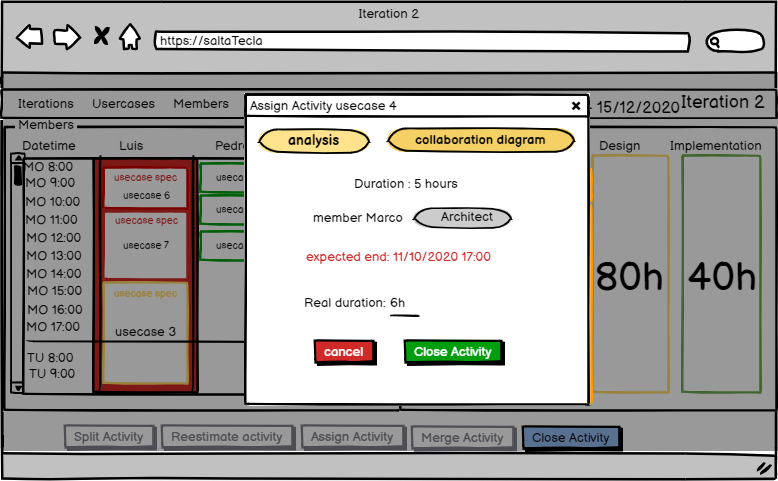 Iteration 2
https://saltaTecla
Iterations Usercases Members
- 15/12/2020 Iteration 2
Assign Activity usecase 4
analysis
collaboration diagram
Duration : 5 hours
member Marco Architect
expected end: 11/10/2020 17:00
Real duration: 6h
cancel
Close Activity
Members
Datetime Luis
Design Implementation
MO 8:00
MO 9:00
MO 10:00
MO 11:00
MO 12:00
MO 13:00
MO 14:00
MO 15:00
MO 16:00
MO 17:00
TU 8:00
TU 9:00
usecase spec
usecase 6
usecase spec
usecase 7
usecase spec
usecase 3
80h
40h
Split Activity
Reestimate activity
Assign Activity
Merge Activity
Close Activity